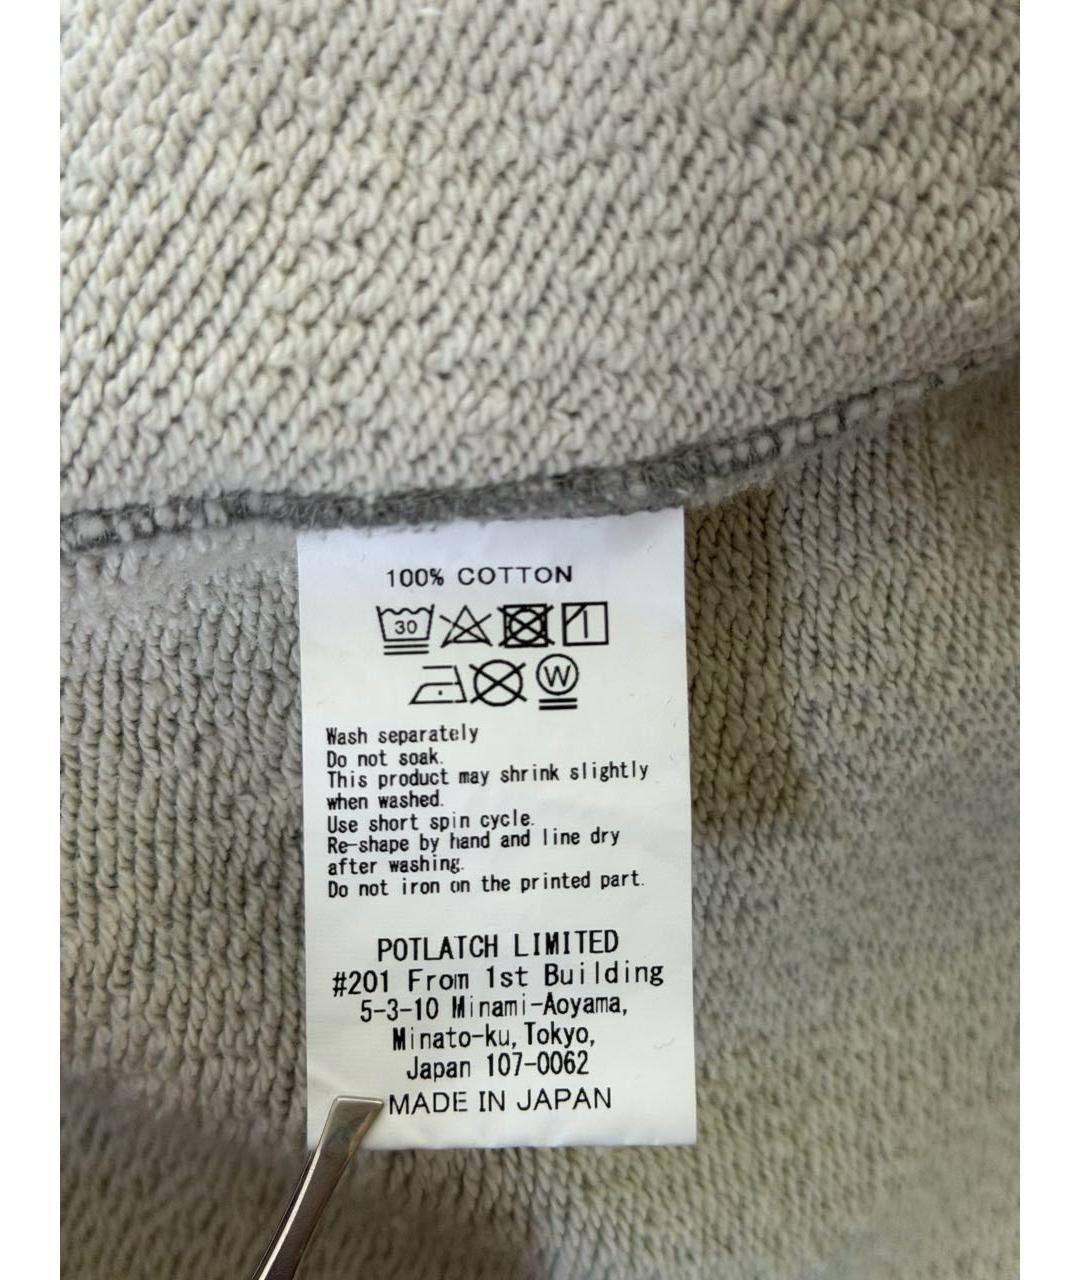 100% COTTON
30
W
Wash separately
Do not soak.
This product may shrink slightly
when washed.
Use short spin cycle.
Re-shape by hand and line dry
after washing.
Do not iron on the printed part.
POTLATCH LIMITED
#201 From 1st Building
5-3-10 Minami-Aoyama,
Minato-ku, Tokyo,
Japan 107-0062
MADE IN JAPAN